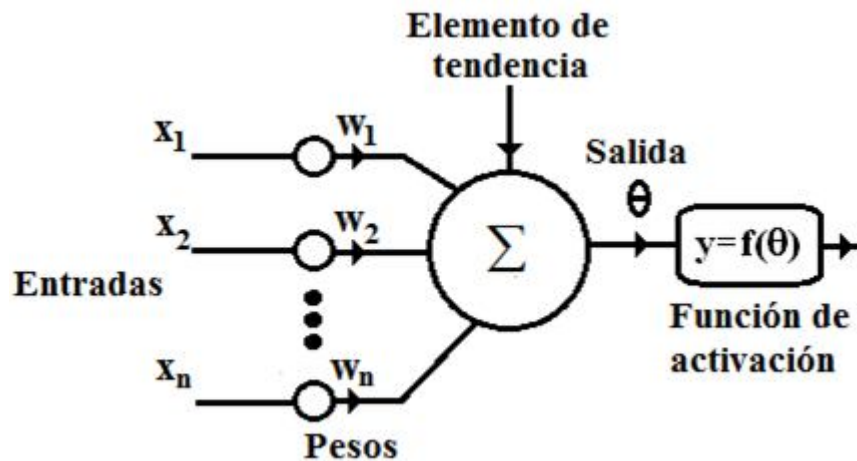 Elemento de
tendencia
x₁
w₁
Salida
θ
x₂
w₂
Σ
y=f(θ)
Entradas
Función de
activación
xₙ
wₙ
Pesos